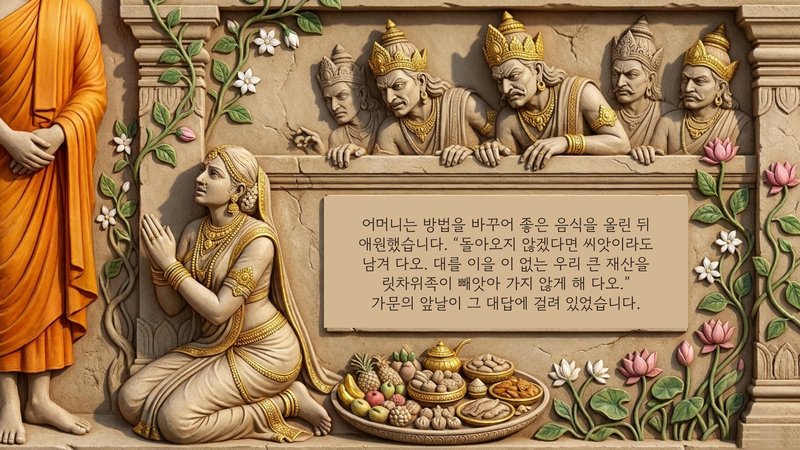 어머니는 방법을 바꾸어 좋은 음식을 올린 뒤
애원했습니다. “돌아오지 않겠다면 씨앗이라도
남겨 다오. 대를 이을 이 없는 우리 큰 재산을
릿차위족이 빼앗아 가지 않게 해 다오.”
가문의 앞날이 그 대답에 걸려 있었습니다.